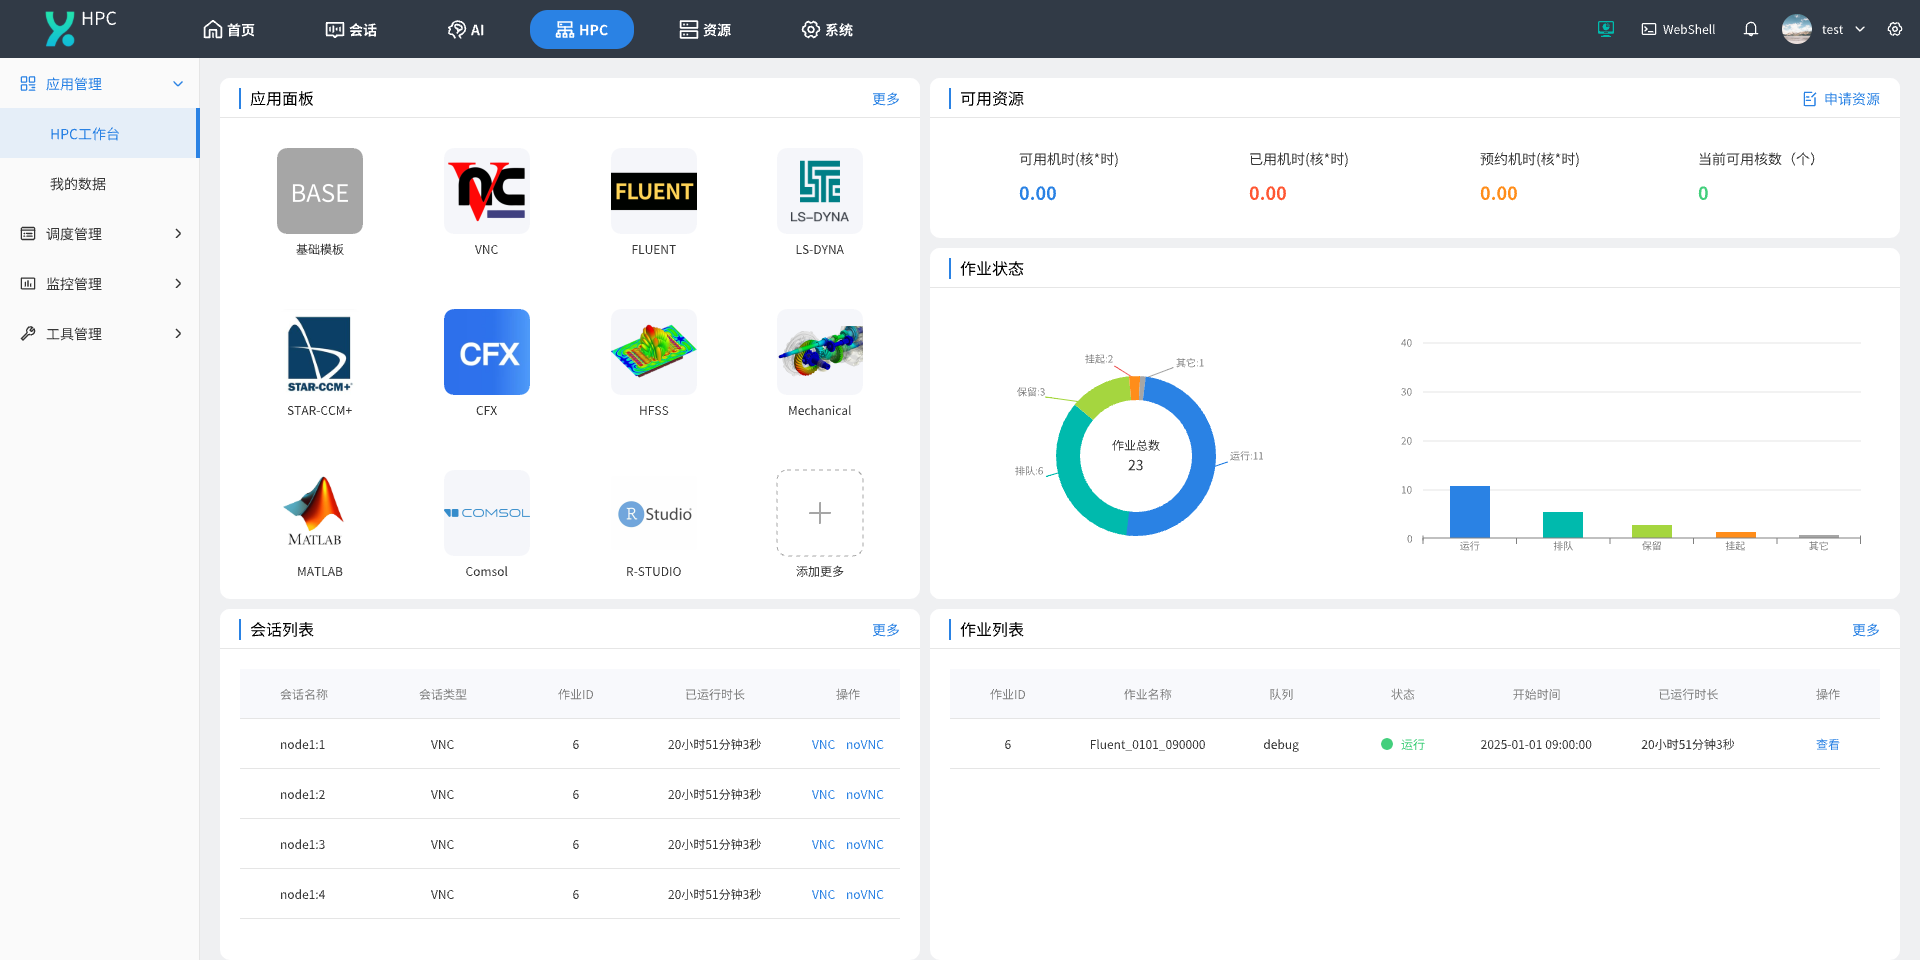 HPC
首页
会话
AI
HPC
资源
系统
WebShell
test
应用管理
HPC工作台
我的数据
调度管理
监控管理
工具管理
应用面板
更多
BASE
VNC
FLUENT
LS-DYNA
基础模板
VNC
FLUENT
LS-DYNA
STAR-CCM+
CFX
STAR-CCM+
CFX
HFSS
Mechanical
MATLAB
COMSOL
R Studio
MATLAB
Comsol
R-STUDIO
添加更多
可用资源
申请资源
可用机时(核*时)
已用机时(核*时)
预约机时(核*时)
当前可用核数（个）
0.00
0.00
0.00
0
作业状态
挂起:2
其它:1
保留:3
作业总数
23
运行:11
排队:6
40
30
20
10
0
运行
排队
保留
挂起
其它
会话列表
更多
会话名称 会话类型 作业ID 已运行时长 操作
node1:1 VNC 6 20小时51分钟3秒 VNC noVNC
node1:2 VNC 6 20小时51分钟3秒 VNC noVNC
node1:3 VNC 6 20小时51分钟3秒 VNC noVNC
node1:4 VNC 6 20小时51分钟3秒 VNC noVNC
作业列表
更多
作业ID 作业名称 队列 状态 开始时间 已运行时长 操作
6 Fluent_0101_090000 debug 运行 2025-01-01 09:00:00 20小时51分钟3秒 查看